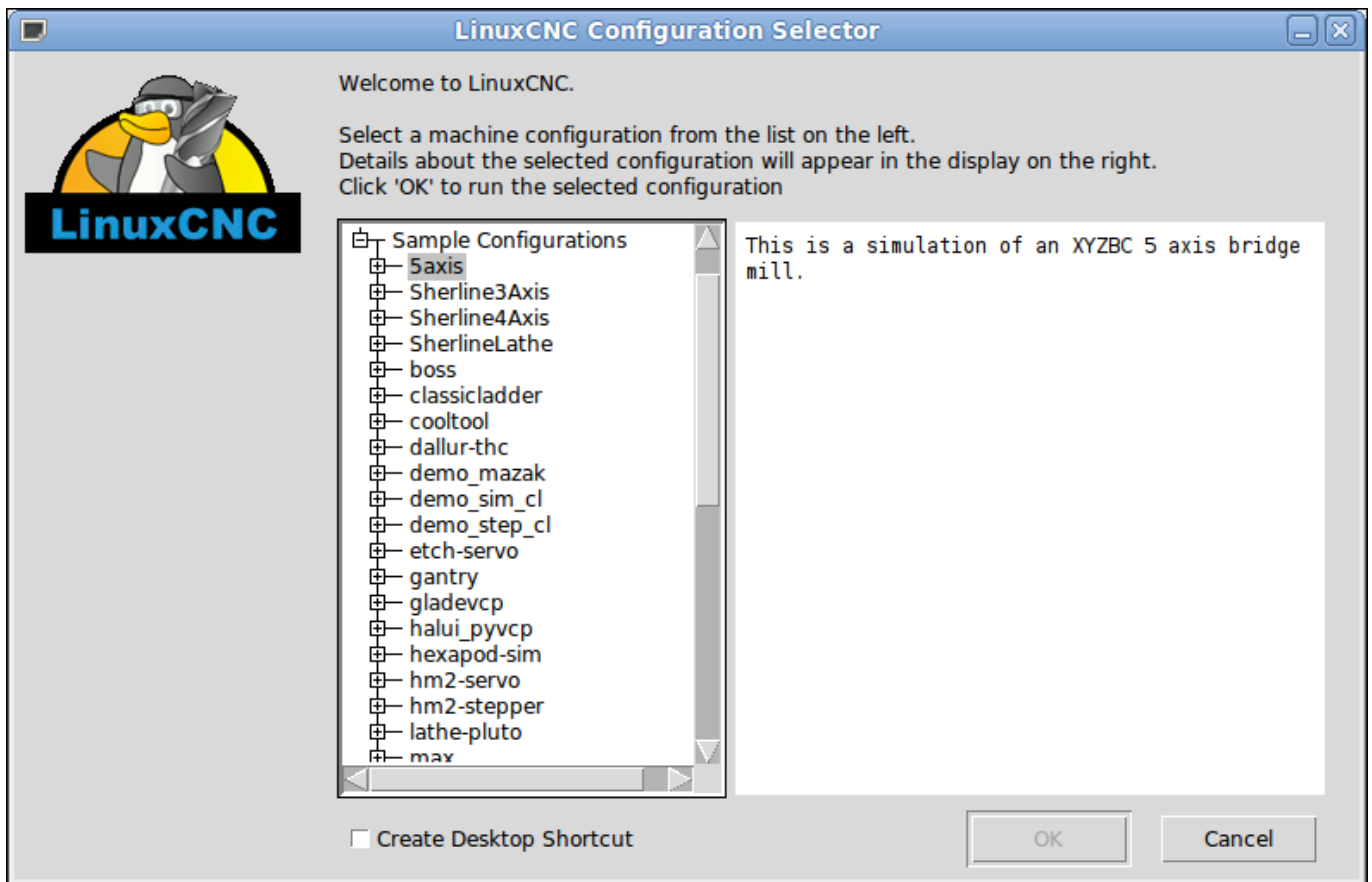 LinuxCNC Configuration Selector
LinuxCNC
Welcome to LinuxCNC.
Select a machine configuration from the list on the left.
Details about the selected configuration will appear in the display on the right.
Click 'OK' to run the selected configuration
Sample Configurations
5axis
Sherline3Axis
Sherline4Axis
SherlineLathe
boss
classicladder
cooltool
dallur-thc
demo_mazak
demo_sim_cl
demo_step_cl
etch-servo
gantry
gladevcp
halui_pyvcp
hexapod-sim
hm2-servo
hm2-stepper
lathe-pluto
max
This is a simulation of an XYZBC 5 axis bridge
mill.
Create Desktop Shortcut
OK
Cancel